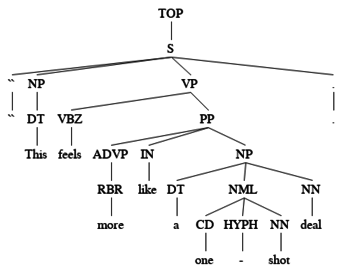 TOP
S
`` NP VP .
`` DT VBZ PP .
This feels ADVP IN NP
RBR like DT NML NN
more a CD HYPH NN deal
one - shot